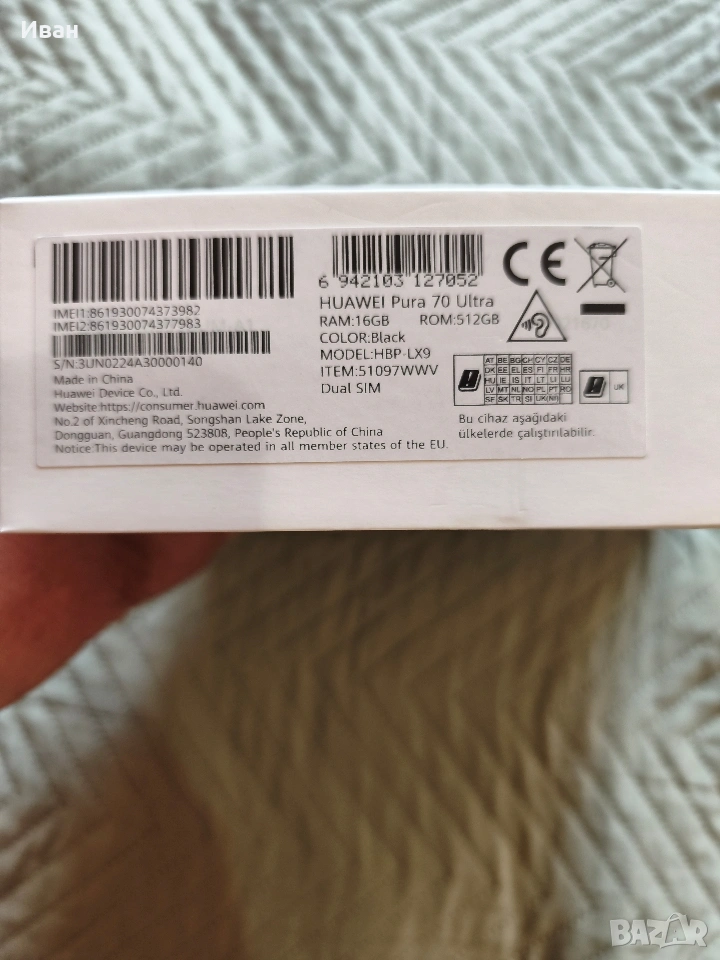 Иван
IMEI1:861930074373982
IMEI2:861930074377983
S/N:3UN0224A30000140
Made in China
Huawei Device Co., Ltd.
Website:https://consumer.huawei.com
No.2 of Xincheng Road, Songshan Lake Zone,
Dongguan, Guangdong 523808, People's Republic of China
Notice:This device may be operated in all member states of the EU.
6 942103 127052
HUAWEI Pura 70 Ultra
RAM:16GB ROM:512GB
COLOR:Black
MODEL:HBP-LX9
ITEM:51097WWV
Dual SIM
CE
AT BE BG CH CY CZ DE
DK EE EL ES FI FR HR
HU IE IS IT LT LI LU
LV MT NL NO PL PT RO
SE SK TR SI UK(NI)
UK
Bu cihaz aşağıdaki
ülkelerde çalıştırılabilir.
BAZAR